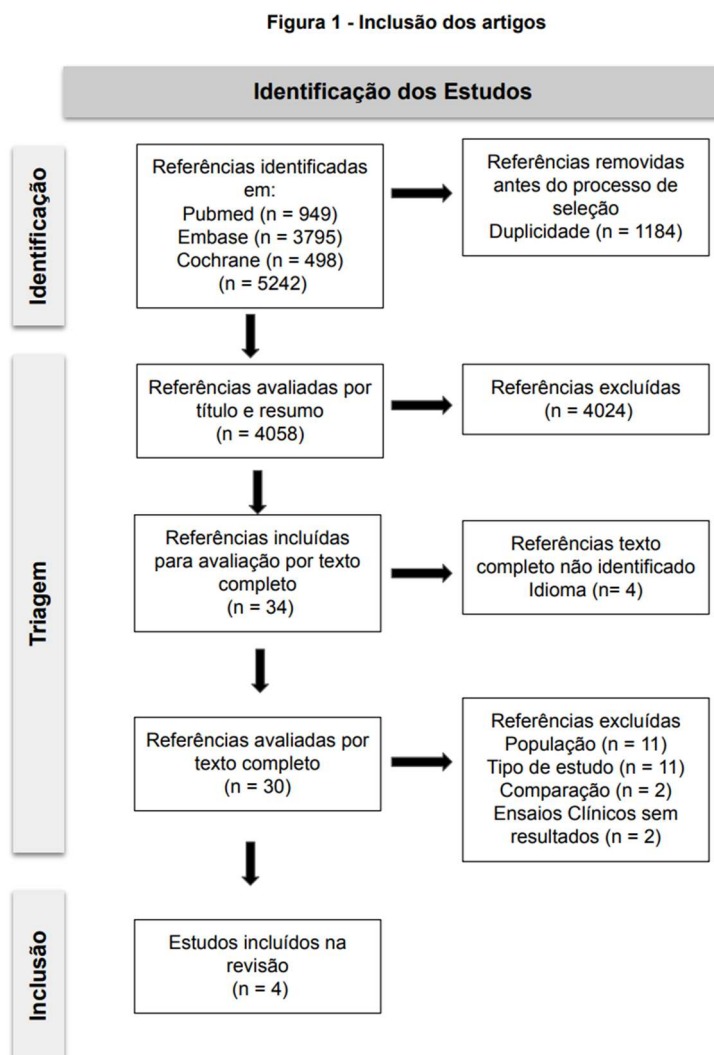 Figura 1 - Inclusão dos artigos
Identificação dos Estudos
Identificação
Referências identificadas
em:
Pubmed (n = 949)
Embase (n = 3795)
Cochrane (n = 498)
(n = 5242)
Referências removidas
antes do processo de
seleção
Duplicidade (n = 1184)
Triagem
Referências avaliadas por
título e resumo
(n = 4058)
Referências excluídas
(n = 4024)
Referências incluídas
para avaliação por texto
completo
(n = 34)
Referências texto
completo não identificado
Idioma (n= 4)
Referências avaliadas por
texto completo
(n = 30)
Referências excluídas
População (n = 11)
Tipo de estudo (n = 11)
Comparação (n = 2)
Ensaios Clínicos sem
resultados (n = 2)
Inclusão
Estudos incluídos na
revisão
(n = 4)